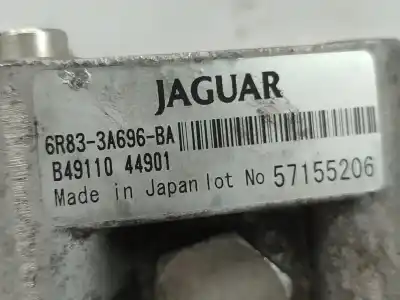 JAGUAR
6R83-3A696-BA
B49110 44901
Made in Japan lot No 57155206